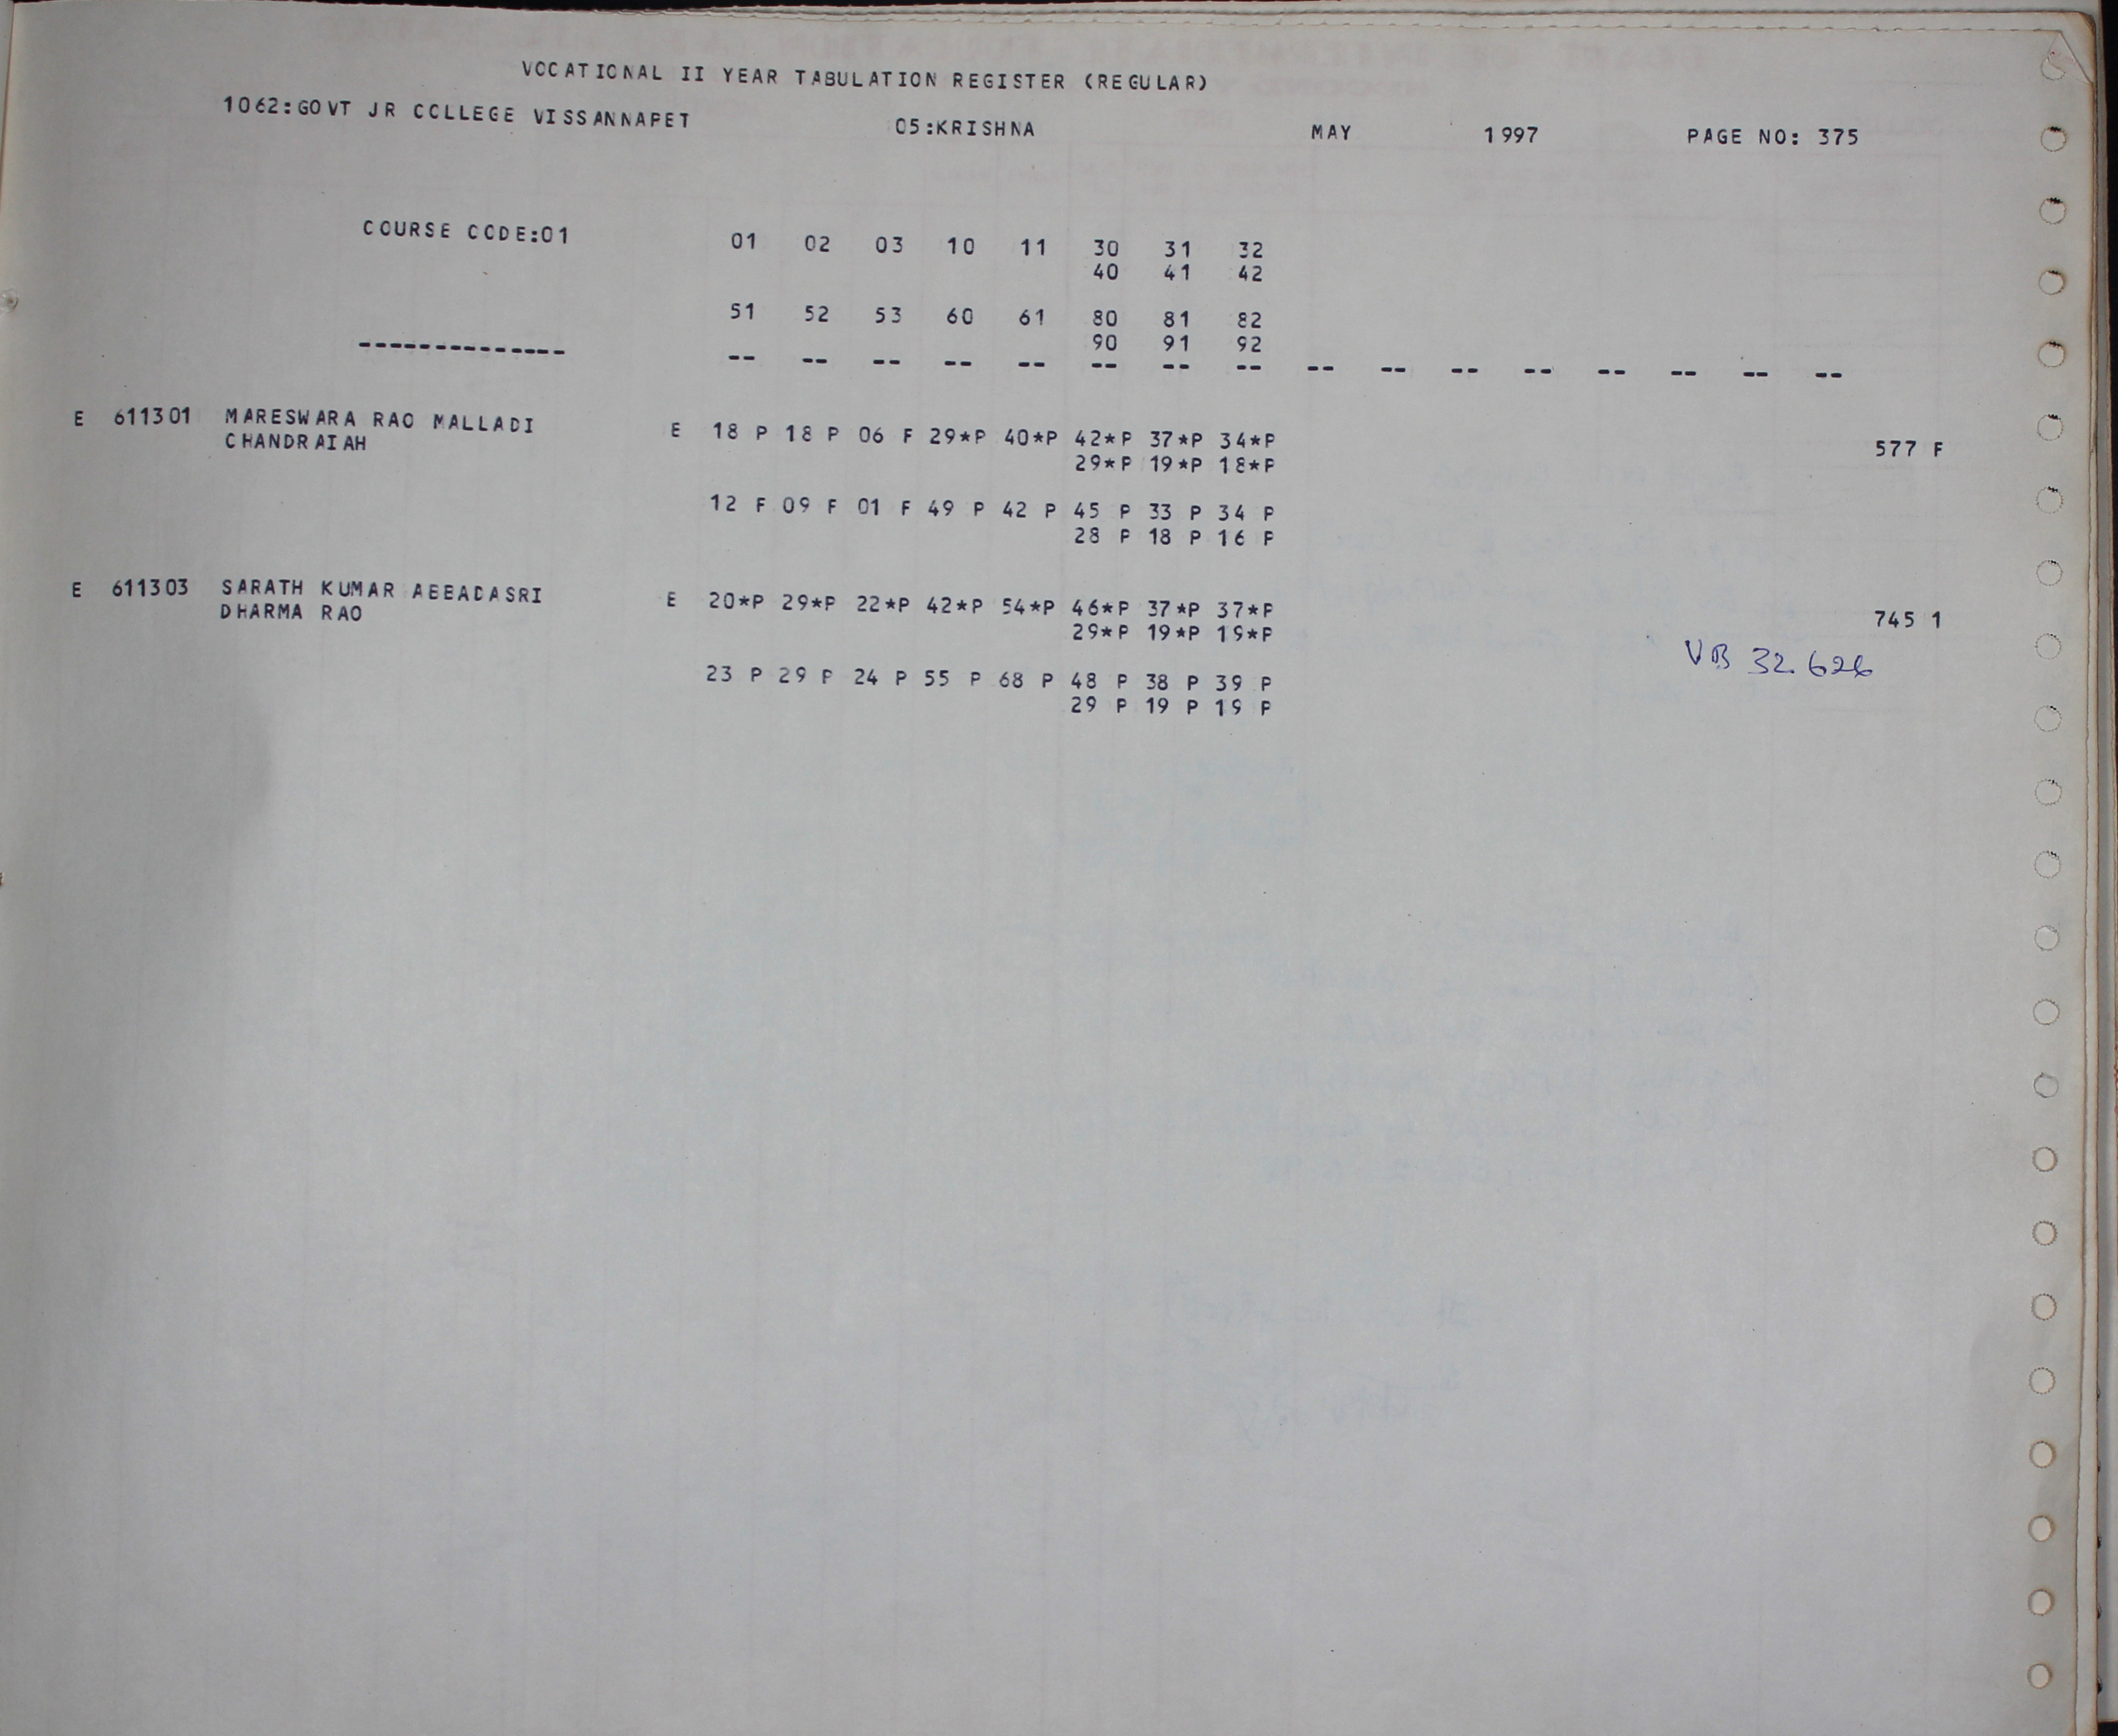 VOCATIONAL II YEAR TABULATION REGISTER (REGULAR)
1062:GOVT JR COLLEGE VISSANNAPET 05:KRISHNA MAY 1997 PAGE NO: 375
COURSE CODE:01 01 02 03 10 11 30 31 32
40 41 42
51 52 53 60 61 80 81 82
90 91 92
-------------- -- -- -- -- -- -- -- -- -- -- -- -- -- -- -- --
E 611301 MARESWARA RAO MALLADI E 18 P 18 P 06 F 29*P 40*P 42*P 37*P 34*P 577 F
CHANDRAIAH 29*P 19*P 18*P
12 F 09 F 01 F 49 P 42 P 45 P 33 P 34 P
28 P 18 P 16 P
E 611303 SARATH KUMAR ABBADASRI E 20*P 29*P 22*P 42*P 54*P 46*P 37*P 37*P 745 1
DHARMA RAO 29*P 19*P 19*P
VB 32.626
23 P 29 P 24 P 55 P 68 P 48 P 38 P 39 P
29 P 19 P 19 P